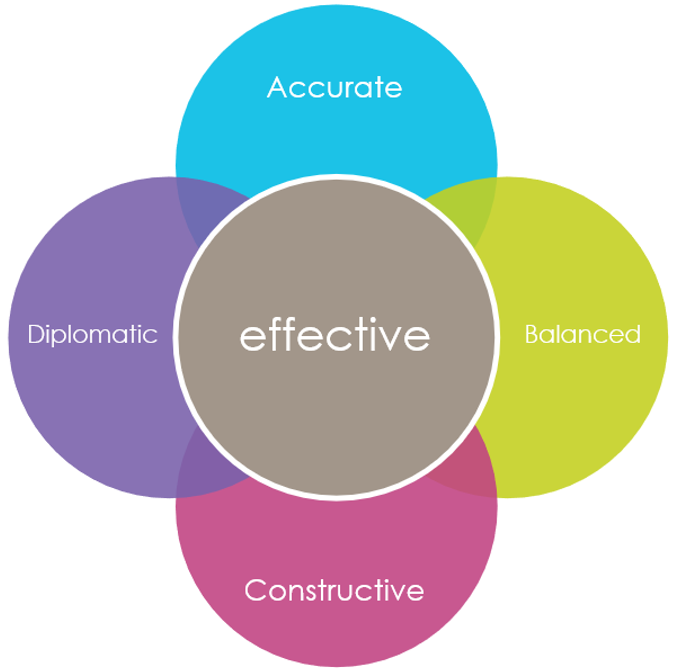 Accurate
Diplomatic
effective
Balanced
Constructive